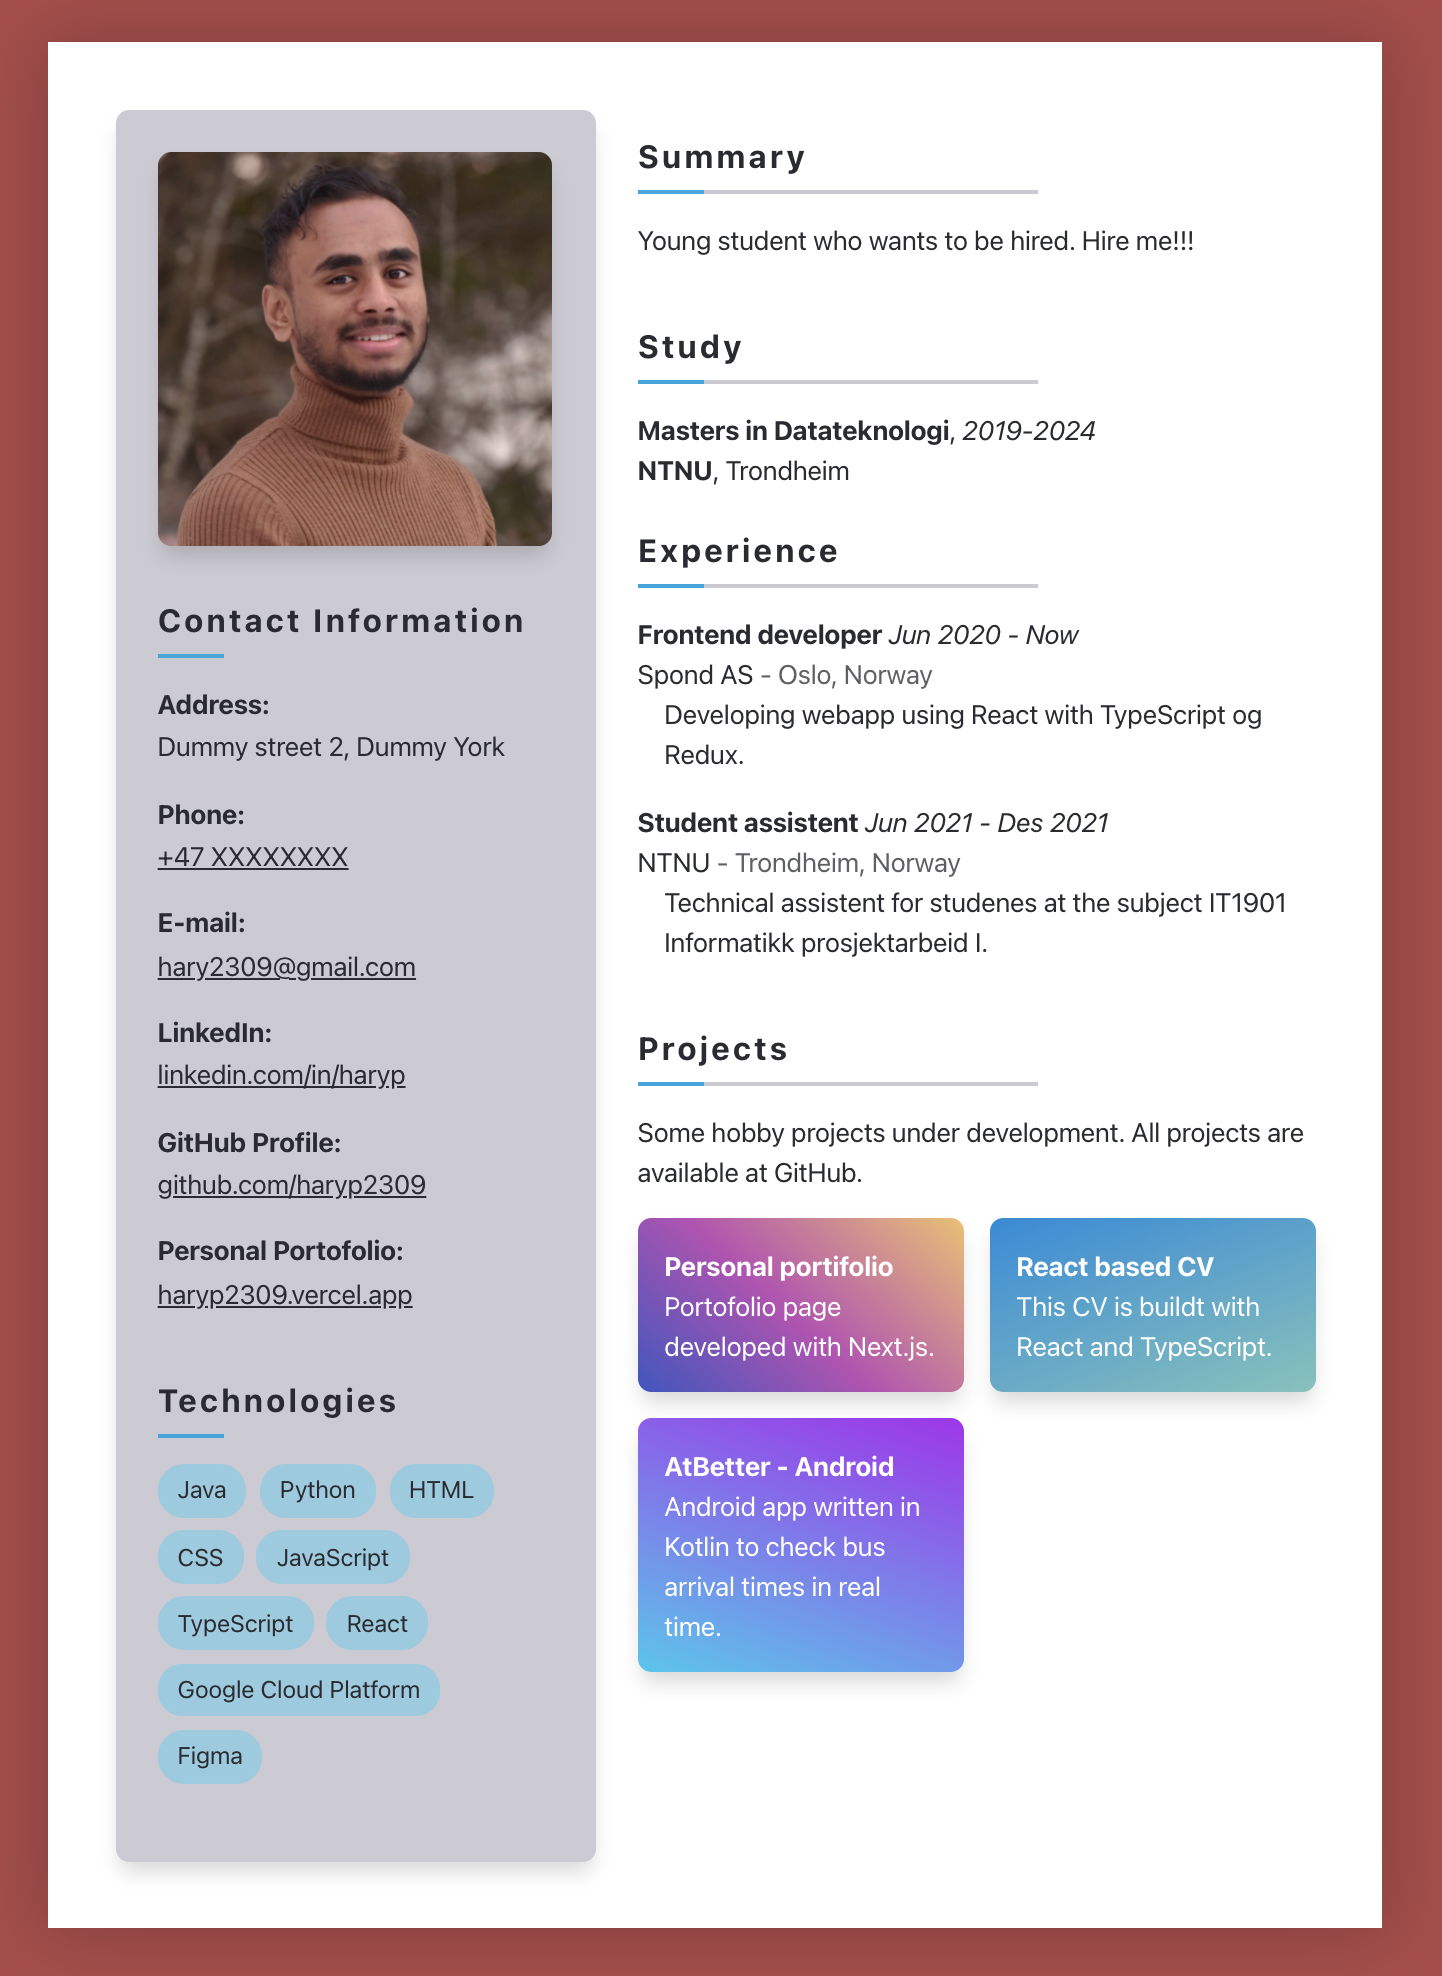 Contact Information
Address:
Dummy street 2, Dummy York
Phone:
+47 XXXXXXXX
E-mail:
hary2309@gmail.com
LinkedIn:
linkedin.com/in/haryp
GitHub Profile:
github.com/haryp2309
Personal Portofolio:
haryp2309.vercel.app
Technologies
Java Python HTML
CSS JavaScript
TypeScript React
Google Cloud Platform
Figma
Summary
Young student who wants to be hired. Hire me!!!
Study
Masters in Datateknologi, 2019-2024
NTNU, Trondheim
Experience
Frontend developer Jun 2020 - Now
Spond AS - Oslo, Norway
Developing webapp using React with TypeScript og
Redux.
Student assistent Jun 2021 - Des 2021
NTNU - Trondheim, Norway
Technical assistent for studenes at the subject IT1901
Informatikk prosjektarbeid I.
Projects
Some hobby projects under development. All projects are
available at GitHub.
Personal portifolio
Portofolio page
developed with Next.js.
React based CV
This CV is buildt with
React and TypeScript.
AtBetter - Android
Android app written in
Kotlin to check bus
arrival times in real
time.